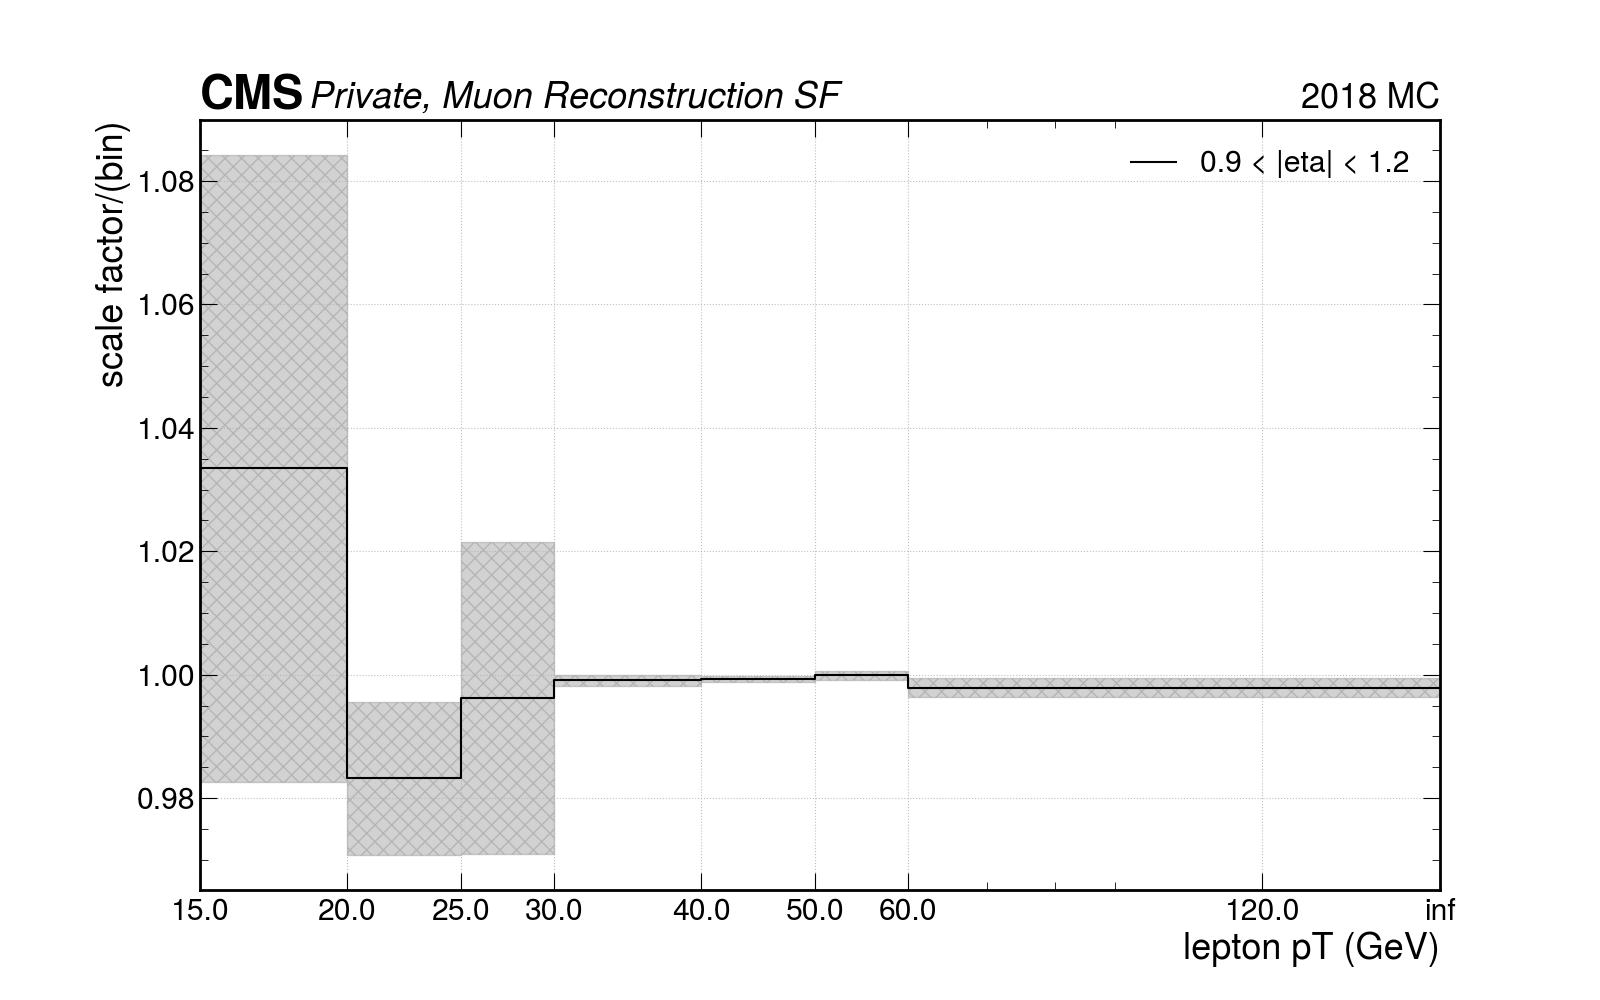 CMS Private, Muon Reconstruction SF 2018 MC
0.9 < |eta| < 1.2
scale factor/(bin)
1.08
1.06
1.04
1.02
1.00
0.98
15.0 20.0 25.0 30.0 40.0 50.0 60.0 120.0 inf
lepton pT (GeV)